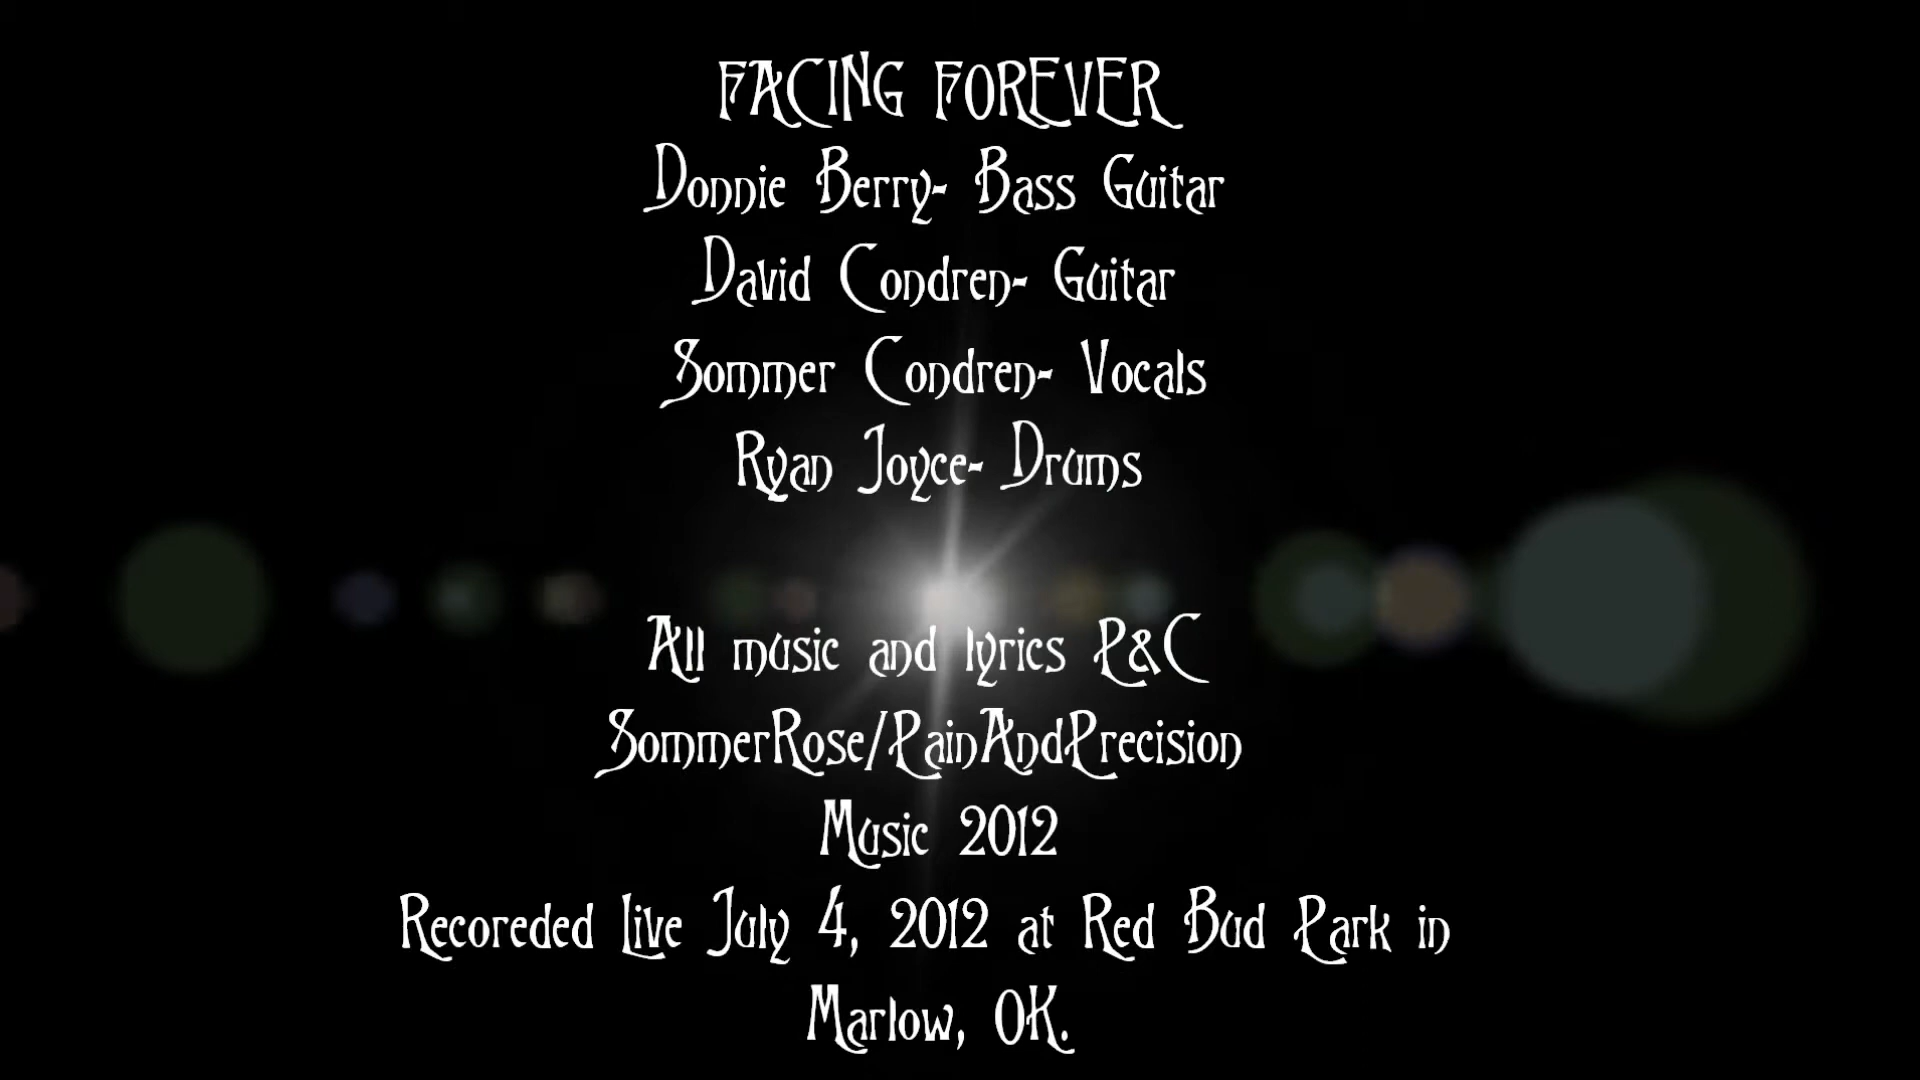 FACING FOREVER
Donnie Berry- Bass Guitar
David Condren- Guitar
Sommer Condren- Vocals
Ryan Joyce- Drums
All music and lyrics P&C
SommerRose/PainAndPrecision
Music 2012
Recoreded Live July 4, 2012 at Red Bud Park in
Marlow, OK.